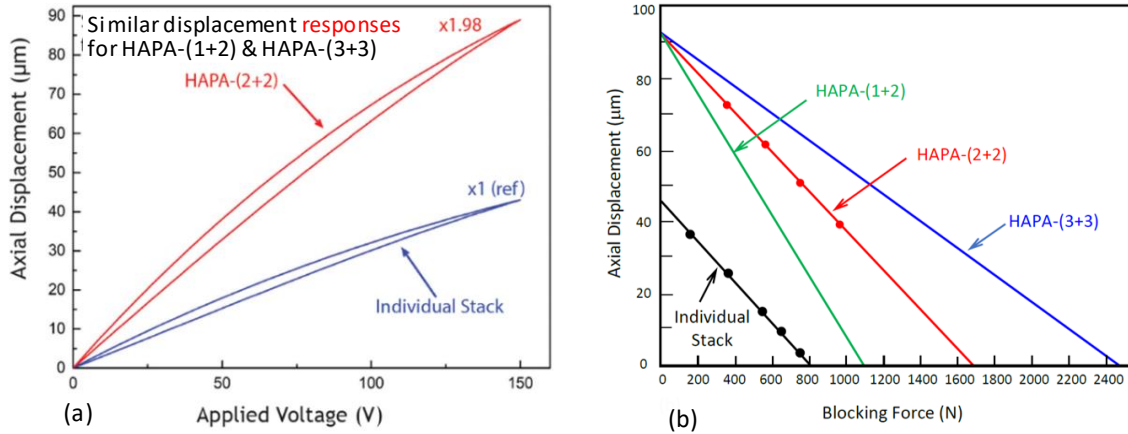 Similar displacement responses
for HAPA-(1+2) & HAPA-(3+3)
x1.98
HAPA-(2+2)
x1 (ref)
Individual Stack
Axial Displacement (µm)
90
80
70
60
50
40
30
20
10
0
0
50
100
150
Applied Voltage (V)
(a)
HAPA-(1+2)
HAPA-(2+2)
HAPA-(3+3)
Individual
Stack
Axial Displacement (µm)
100
80
60
40
20
0
0 200 400 600 800 1000 1200 1400 1600 1800 2000 2200 2400
Blocking Force (N)
(b)